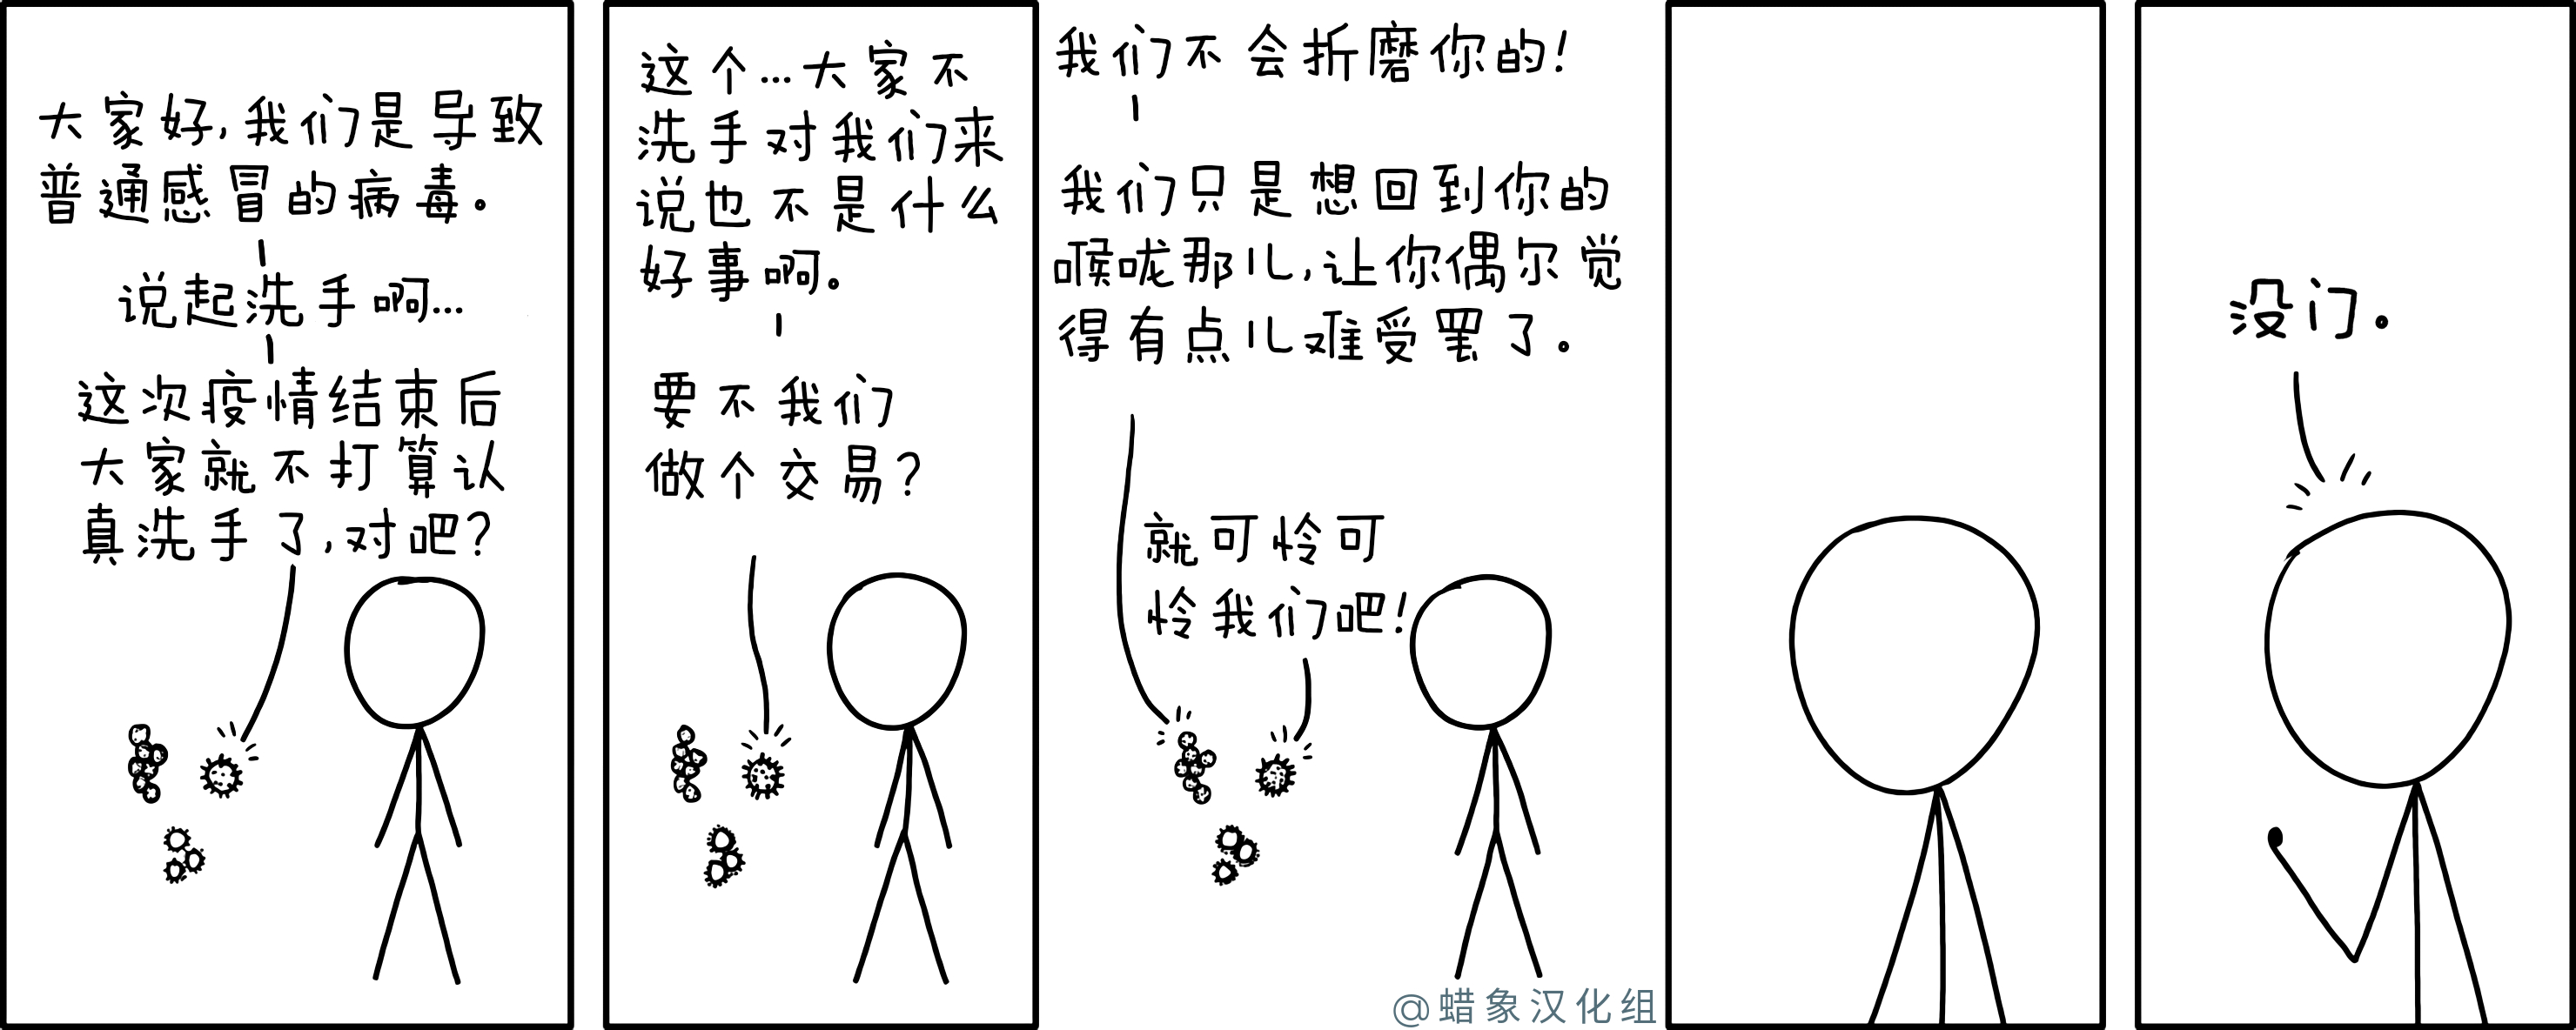 大家好,我们是导致
普通感冒的病毒。
说起洗手啊…
这次疫情结束后
大家就不打算认
真洗手了,对吧?
这个…大家不
洗手对我们来
说也不是什么
好事啊。
要不我们
做个交易?
我们不会折磨你的!
我们只是想回到你的
喉咙那儿,让你偶尔觉
得有点儿难受罢了。
就可怜可
怜我们吧!
没门。
@蜡象汉化组